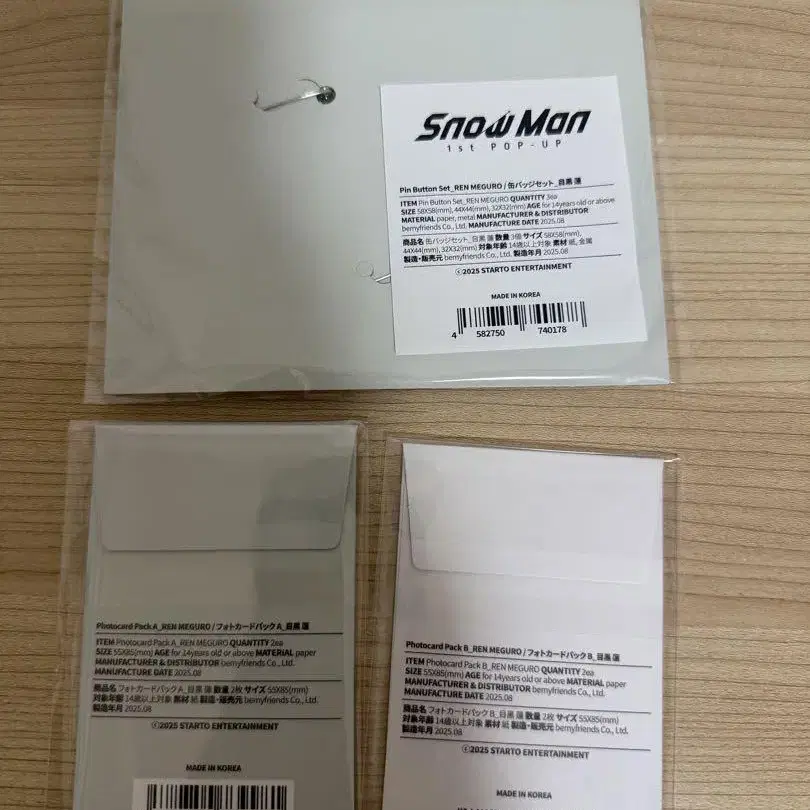 Snow Man
1st POP-UP
Pin Button Set_REN MEGURO / 缶バッジセット_目黒 蓮
ITEM Pin Button Set_REN MEGURO QUANTITY 3ea
SIZE 58X58(mm), 44X44(mm), 32X32(mm) AGE for 14years old or above
MATERIAL paper, metal MANUFACTURER & DISTRIBUTOR
bemyfriends Co., Ltd. MANUFACTURE DATE 2025.08
商品名 缶バッジセット_目黒 蓮 数量 3個 サイズ 58X58(mm),
44X44(mm), 32X32(mm) 対象年齢 14歳以上対象 素材 紙, 金属
製造・販売元 bemyfriends Co., Ltd. 製造年月 2025.08
©2025 STARTO ENTERTAINMENT
MADE IN KOREA
4 582750 740178
Photocard Pack A_REN MEGURO / フォトカードパック A_目黒 蓮
ITEM Photocard Pack A_REN MEGURO QUANTITY 2ea
SIZE 55X85(mm) AGE for 14years old or above MATERIAL paper
MANUFACTURER & DISTRIBUTOR bemyfriends Co., Ltd.
MANUFACTURE DATE 2025.08
商品名 フォトカードパック A_目黒 蓮 数量 2枚 サイズ 55X85(mm)
対象年齢 14歳以上対象 素材 紙 製造・販売元 bemyfriends Co., Ltd.
製造年月 2025.08
©2025 STARTO ENTERTAINMENT
MADE IN KOREA
Photocard Pack B_REN MEGURO / フォトカードパック B_目黒 蓮
ITEM Photocard Pack B_REN MEGURO QUANTITY 2ea
SIZE 55X85(mm) AGE for 14years old or above MATERIAL paper
MANUFACTURER & DISTRIBUTOR bemyfriends Co., Ltd.
MANUFACTURE DATE 2025.08
商品名 フォトカードパック B_目黒 蓮 数量 2枚 サイズ 55X85(mm)
対象年齢 14歳以上対象 素材 紙 製造・販売元 bemyfriends Co., Ltd.
製造年月 2025.08
©2025 STARTO ENTERTAINMENT
MADE IN KOREA